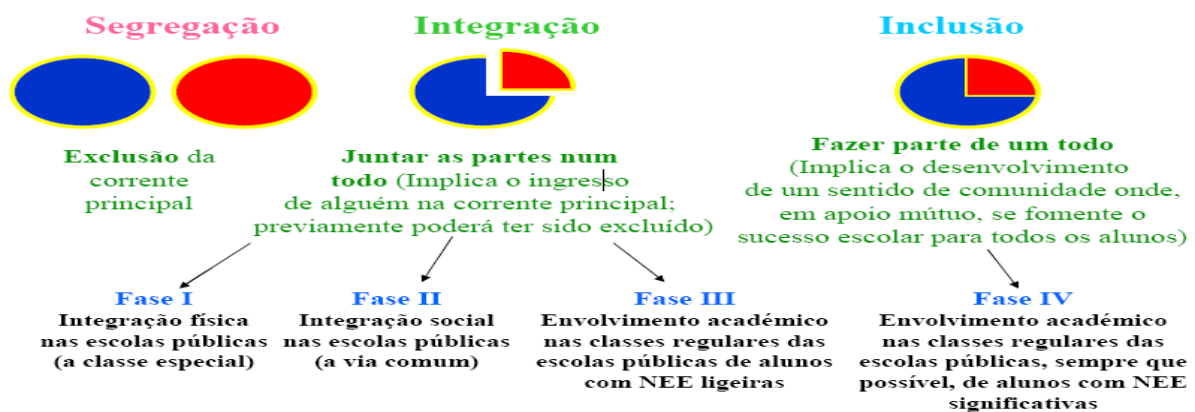 Segregação
Integração
Inclusão
Exclusão da
corrente
principal
Juntar as partes num
todo (Implica o ingresso
de alguém na corrente principal;
previamente poderá ter sido excluído)
Fazer parte de um todo
(Implica o desenvolvimento
de um sentido de comunidade onde,
em apoio mútuo, se fomente o
sucesso escolar para todos os alunos)
Fase I
Integração física
nas escolas públicas
(a classe especial)
Fase II
Integração social
nas escolas públicas
(a via comum)
Fase III
Envolvimento académico
nas classes regulares das
escolas públicas de alunos
com NEE ligeiras
Fase IV
Envolvimento académico
nas classes regulares das
escolas públicas, sempre que
possível, de alunos com NEE
significativas